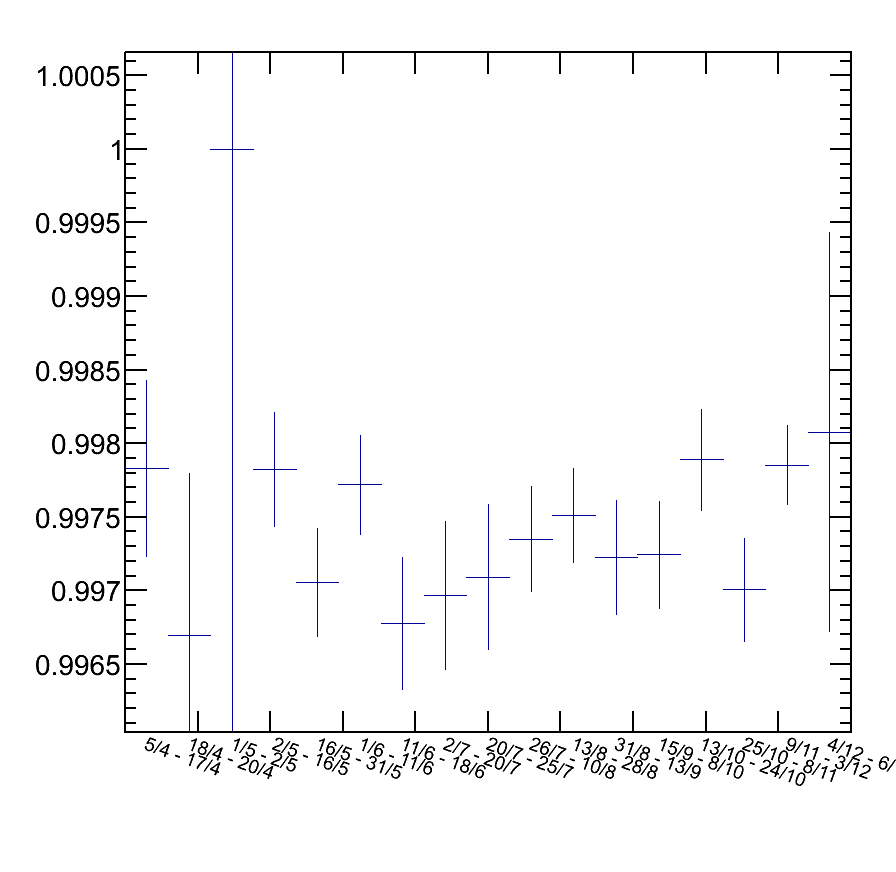 1.0005
1
0.9995
0.999
0.9985
0.998
0.9975
0.997
0.9965
5/4 - 17/4
18/4 - 20/4
1/5 - 2/5
2/5 - 16/5
16/5 - 31/5
1/6 - 11/6
11/6 - 18/6
2/7 - 20/7
20/7 - 25/7
26/7 - 10/8
13/8 - 28/8
31/8 - 13/9
15/9 - 8/10
13/10 - 24/10
25/10 - 8/11
9/11 - 3/12
4/12 - 6/